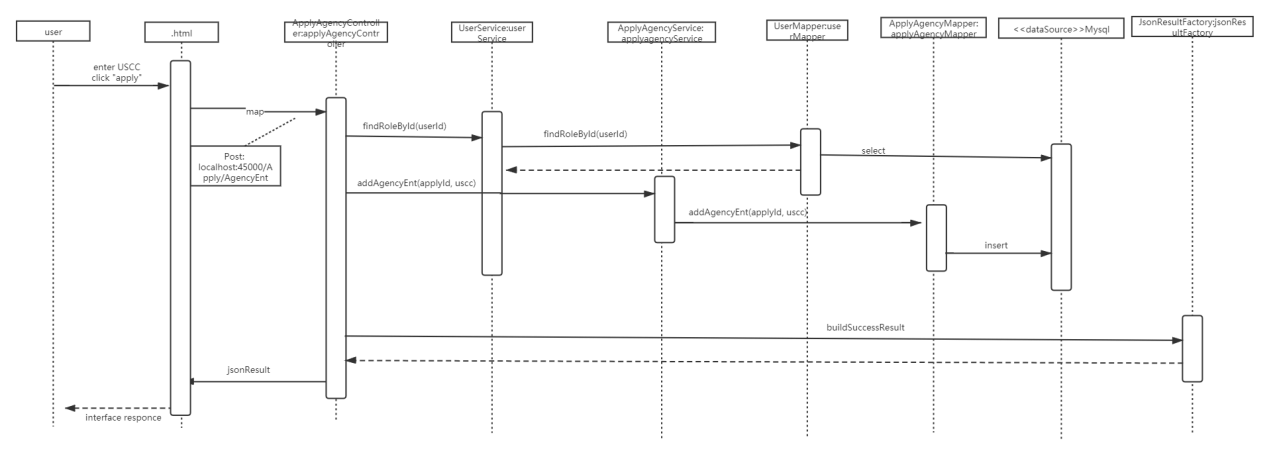 user
.html
ApplyAgencyControll
er:applyAgencyContr
oller
UserService:user
Service
ApplyAgencyService:
applyagencyService
UserMapper:use
rMapper
ApplyAgencyMapper:
applyAgencyMapper
<<dataSource>>Mysql
JsonResultFactory:jsonRes
ultFactory
enter USCC
click "apply"
map
Post:
localhost:45000/A
pply/AgencyEnt
findRoleById(userId)
findRoleById(userId)
select
addAgencyEnt(applyId, uscc)
addAgencyEnt(applyId, uscc)
insert
buildSuccessResult
jsonResult
interface responce